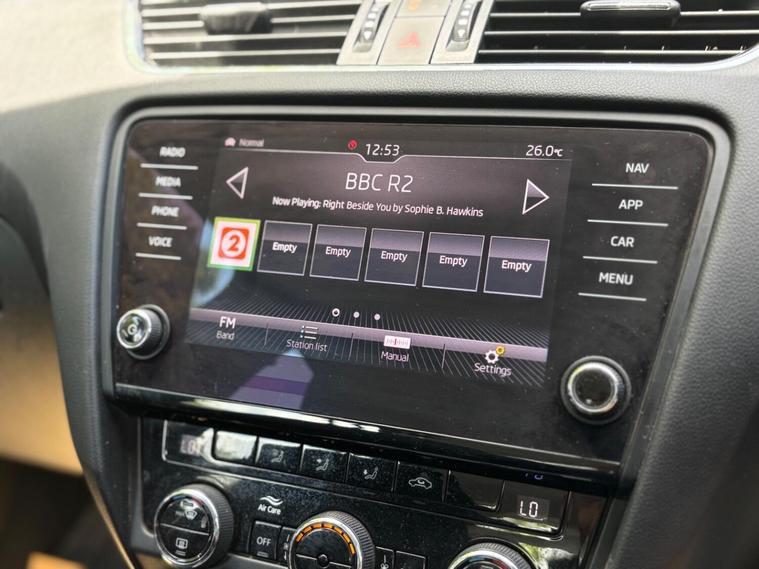 RADIO
MEDIA
PHONE
VOICE
Normal
12:53
26.0°C
BBC R2
Now Playing: Right Beside You by Sophie B. Hawkins
2
Empty
Empty
Empty
Empty
Empty
FM
Band
Station list
Manual
Settings
NAV
APP
CAR
MENU
LO
Air Care
OFF
LO